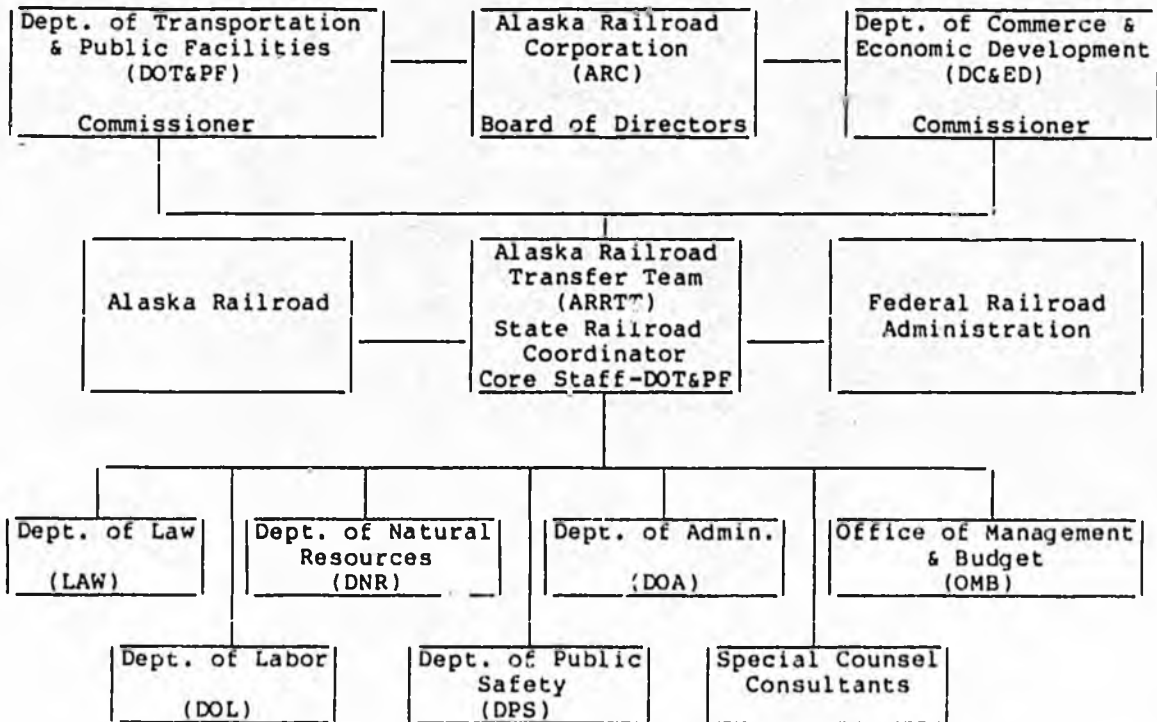 Dept. of Transportation
& Public Facilities
(DOT&PF)
Commissioner
Alaska Railroad
Corporation
(ARC)
Board of Directors
Dept. of Commerce &
Economic Development
(DC&ED)
Commissioner
Alaska Railroad
Alaska Railroad
Transfer Team
(ARRTT)
State Railroad
Coordinator
Core Staff-DOT&PF
Federal Railroad
Administration
Dept. of Law
(LAW)
Dept. of Natural
Resources
(DNR)
Dept. of Admin.
(DOA)
Office of Management
& Budget
(OMB)
Dept. of Labor
(DOL)
Dept. of Public
Safety
(DPS)
Special Counsel
Consultants